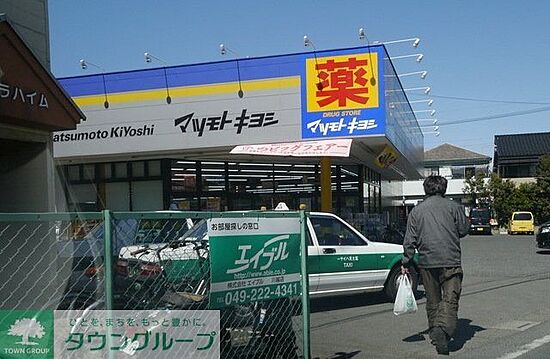 薬
DRUG STORE
マツモトキヨシ
マツモトキヨシ
atsumoto KiYoshi
ラハイム
TAXI
お部屋探しの窓口
エイブル
http://www.able.co.jp
株式会社 エイブル 川越店
049-222-4341
TOWN GROUP
ひとを、まちを、もっと豊かに。
タウングループ